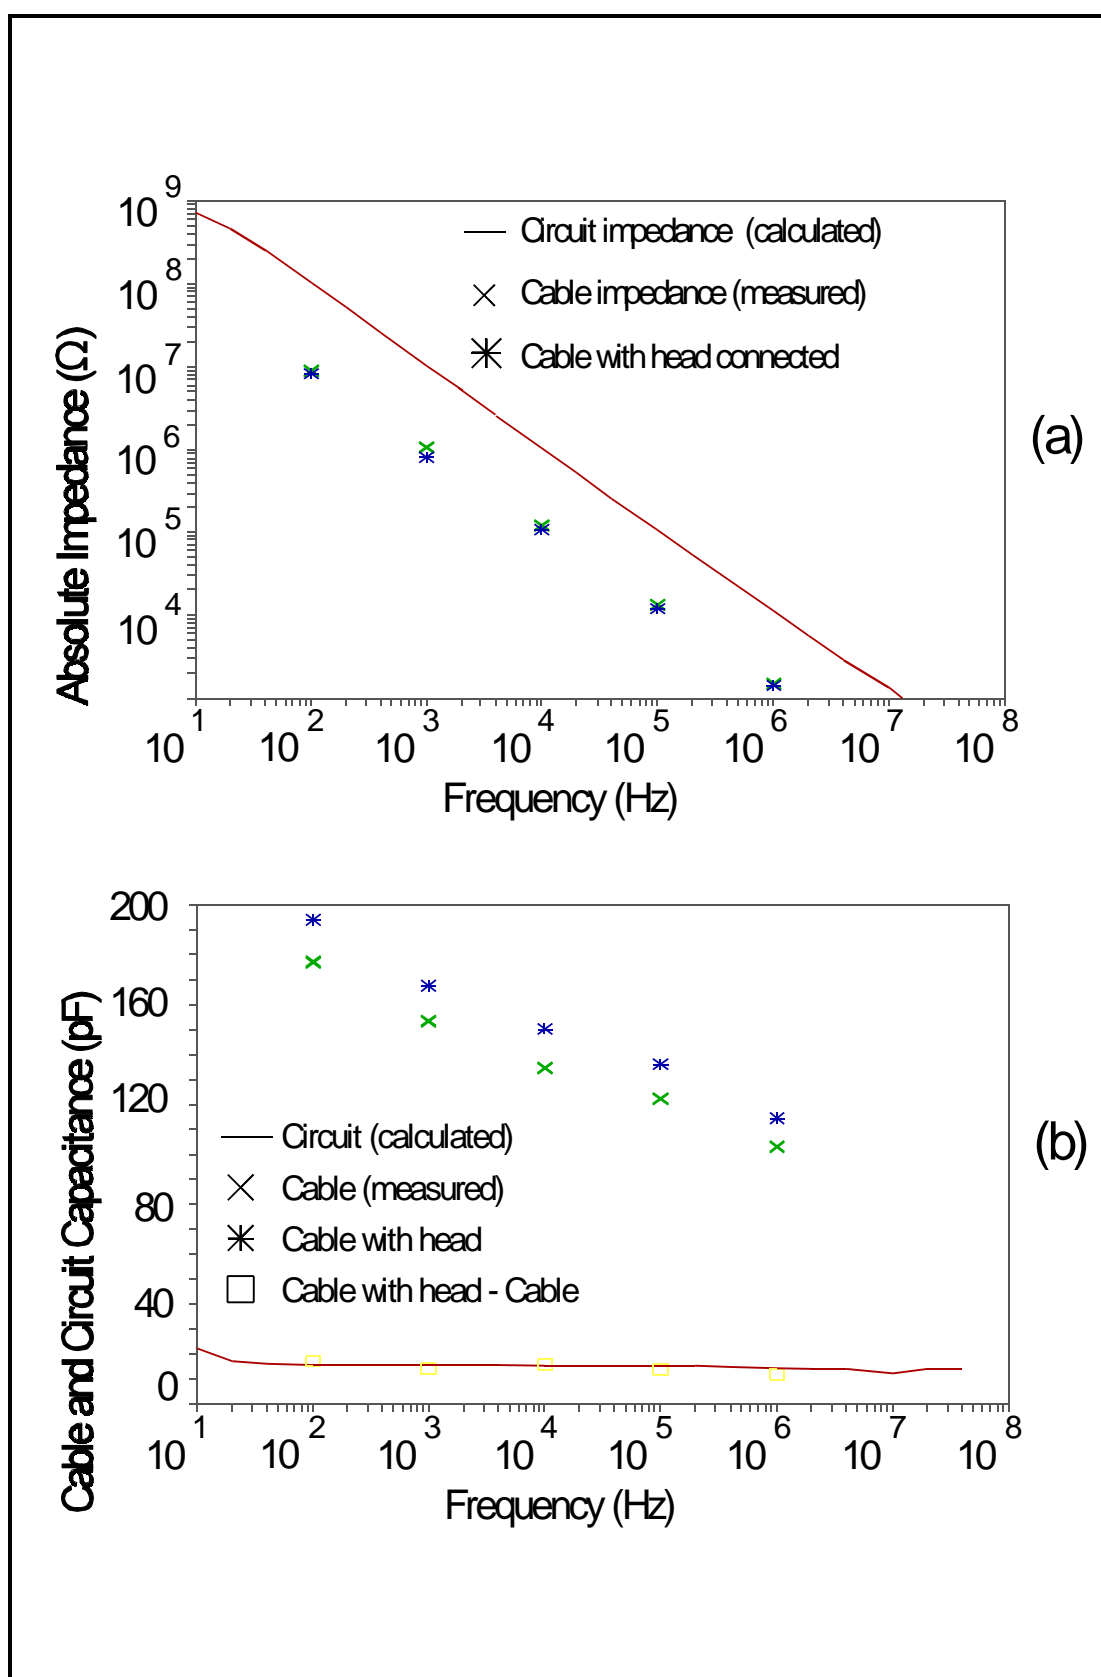 10 9
Circuit impedance (calculated)
10 8
Cable impedance (measured)
10 7
Cable with head connected
10 6
10 5
10 4
Absolute Impedance (Ω)
(a)
10 1 10 2 10 3 10 4 10 5 10 6 10 7 10 8
Frequency (Hz)
200
160
120
80
40
0
Cable and Circuit Capacitance (pF)
Circuit (calculated)
Cable (measured)
Cable with head
Cable with head - Cable
(b)
10 1 10 2 10 3 10 4 10 5 10 6 10 7 10 8
Frequency (Hz)